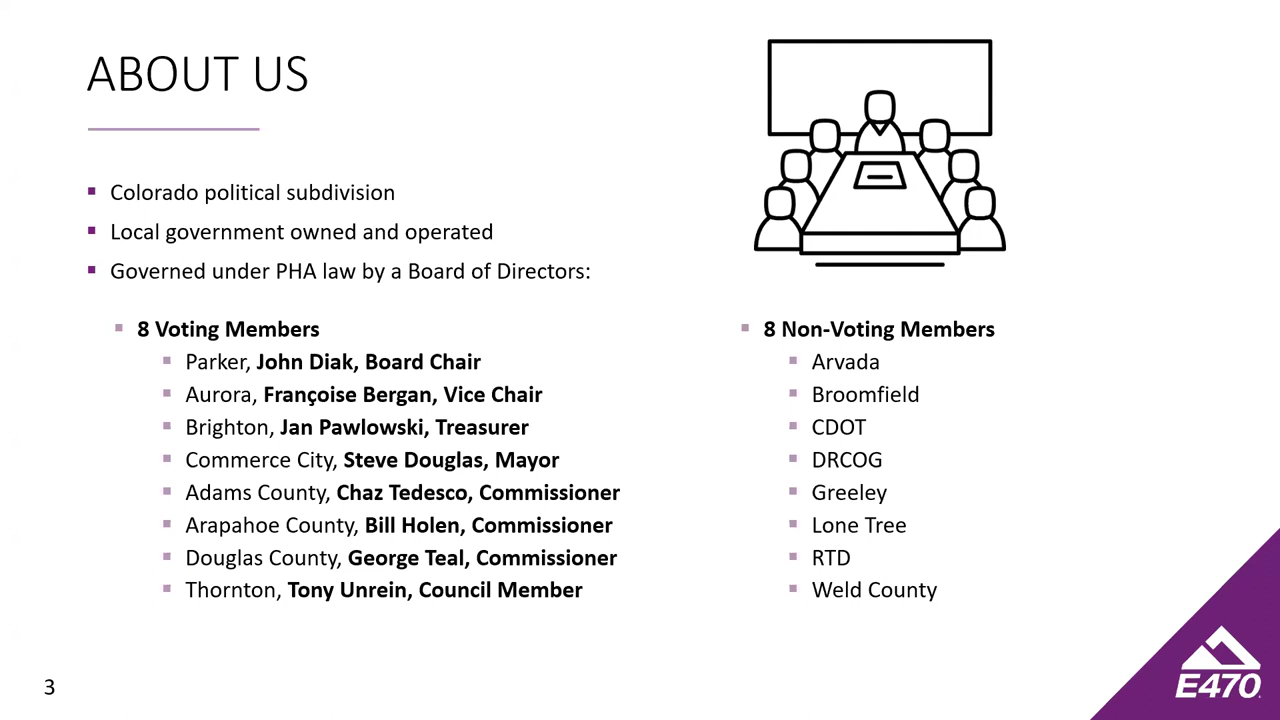 ABOUT US
Colorado political subdivision
Local government owned and operated
Governed under PHA law by a Board of Directors:
8 Voting Members
Parker, John Diak, Board Chair
Aurora, Françoise Bergan, Vice Chair
Brighton, Jan Pawlowski, Treasurer
Commerce City, Steve Douglas, Mayor
Adams County, Chaz Tedesco, Commissioner
Arapahoe County, Bill Holen, Commissioner
Douglas County, George Teal, Commissioner
Thornton, Tony Unrein, Council Member
8 Non-Voting Members
Arvada
Broomfield
CDOT
DRCOG
Greeley
Lone Tree
RTD
Weld County
3
E470